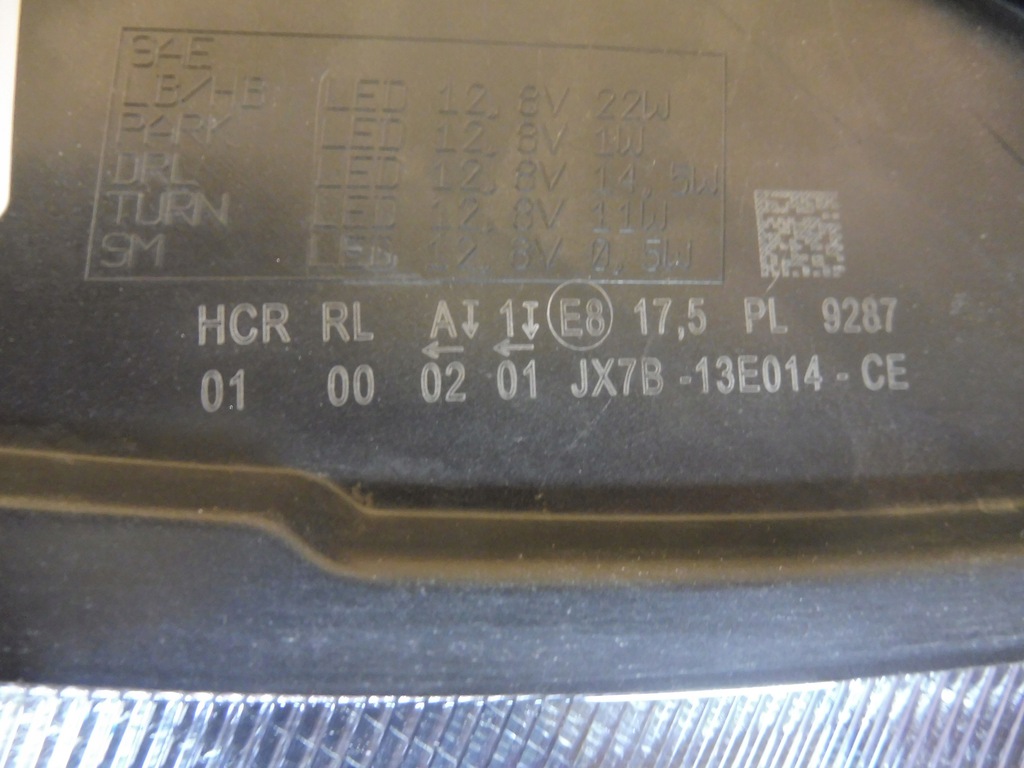 94E
LB/HB LED 12,8V 22W
PARK LED 12,8V 1W
DRL LED 12,8V 14,5W
TURN LED 12,8V 11W
SM LED 12,8V 0,5W
HCR RL A↓ 1↓ E8 17,5 PL 9287
← ←
01 00 02 01 JX7B -13E014 - CE